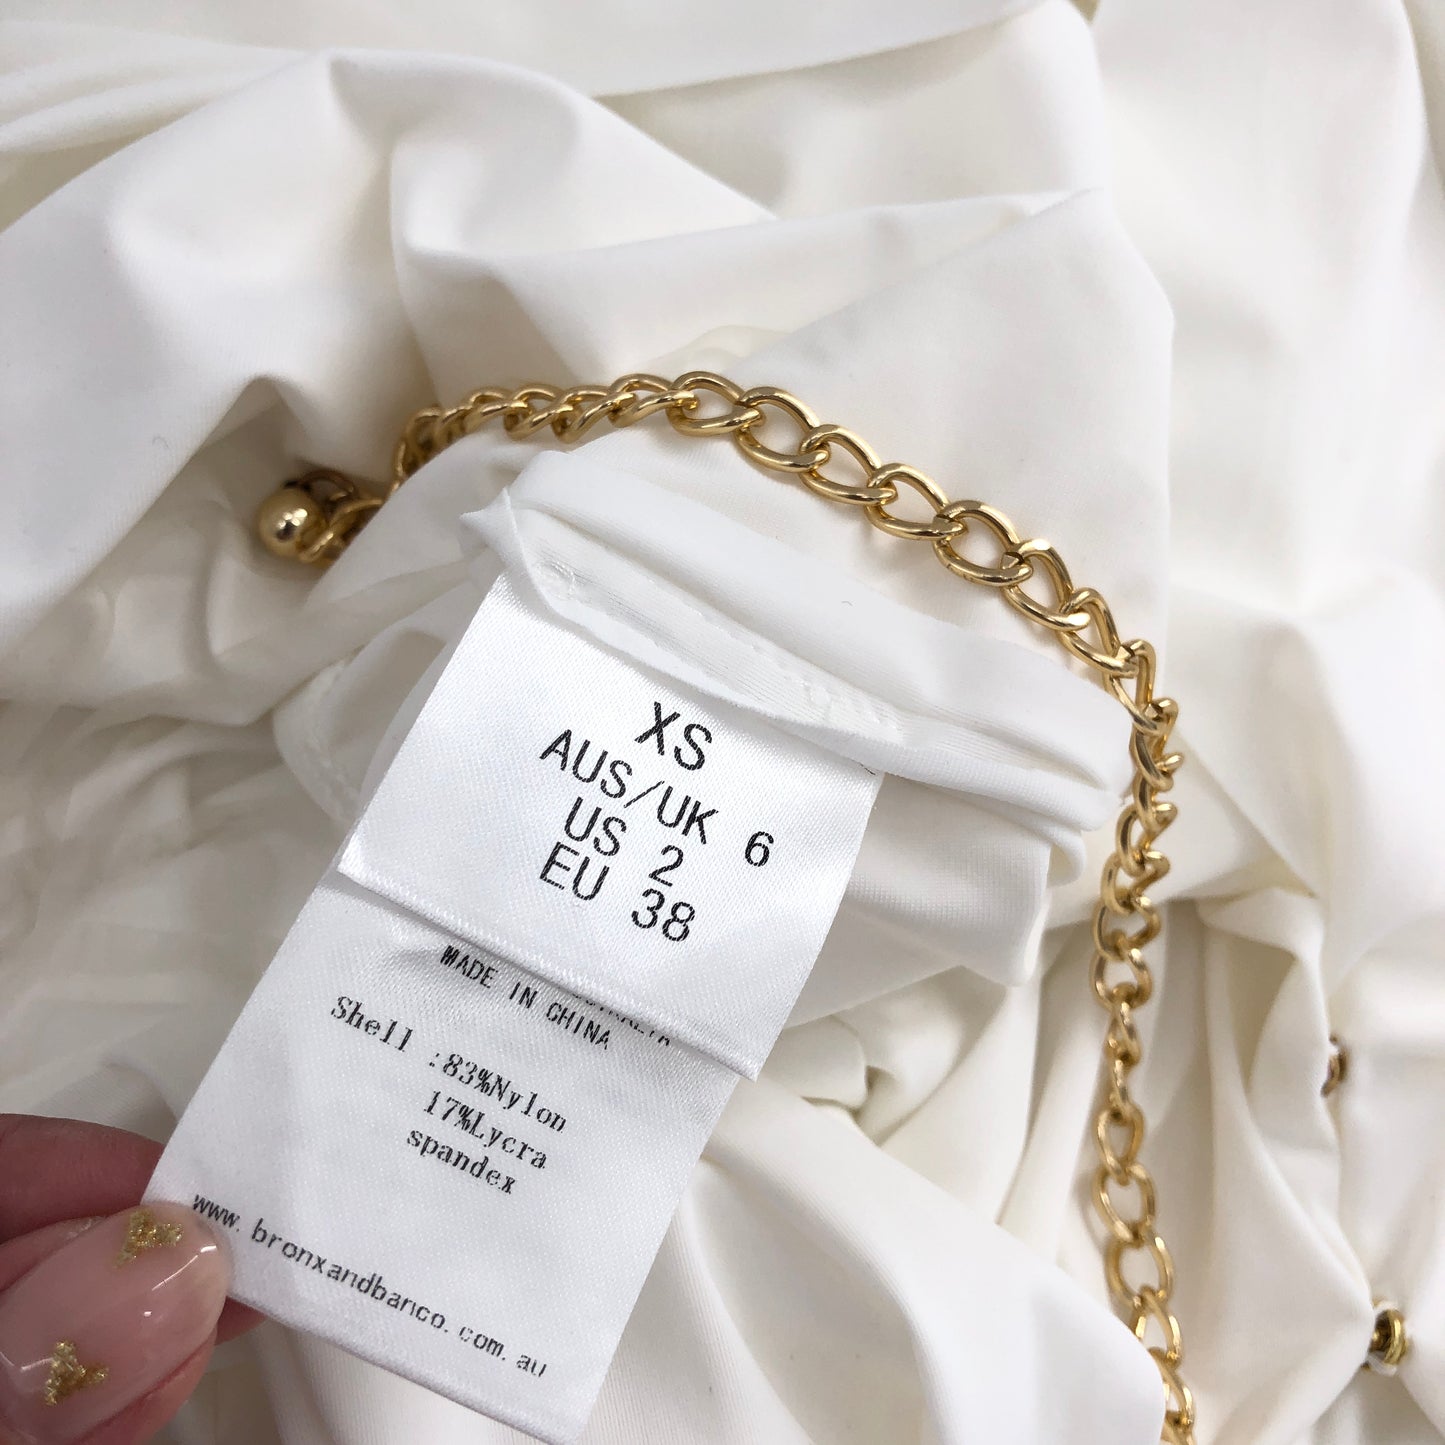 XS
AUS/UK 6
US 2
EU 38
MADE IN CHINA
Shell :83%Nylon
17%Lycra
spandex
www.bronxandbanco.com.au